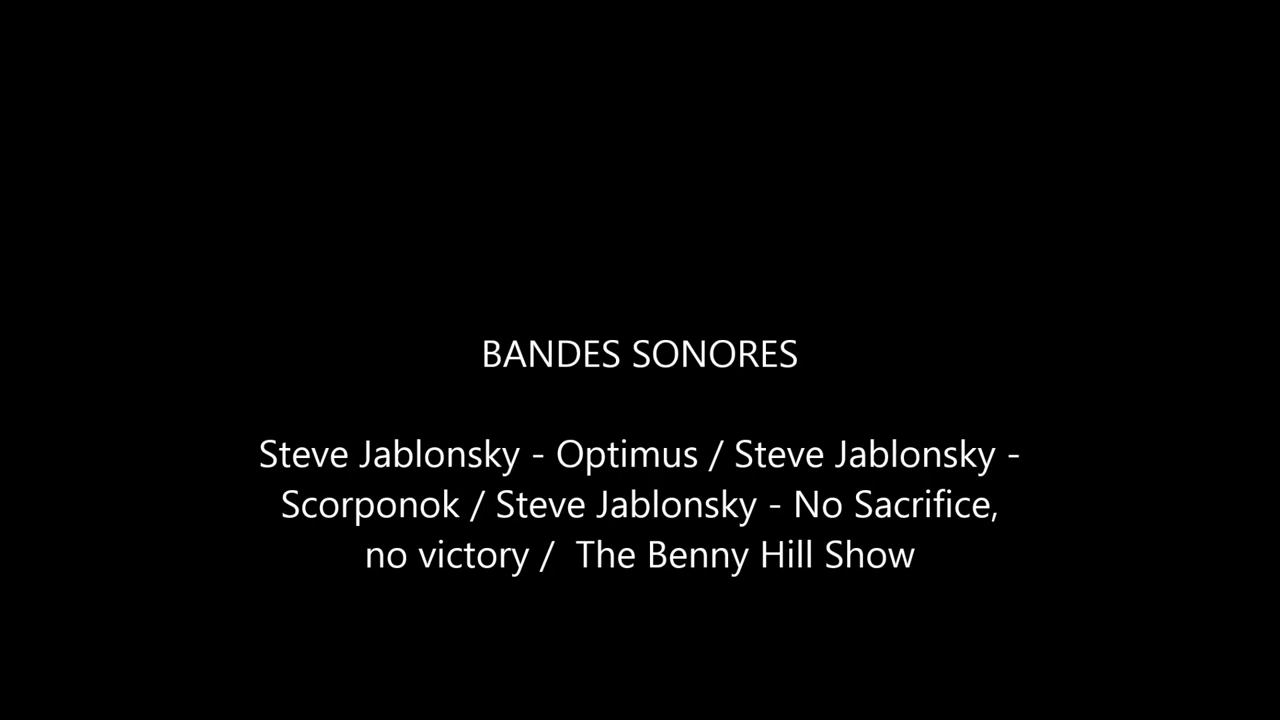 BANDES SONORES
Steve Jablonsky - Optimus / Steve Jablonsky -
Scorponok / Steve Jablonsky - No Sacrifice,
no victory /  The Benny Hill Show